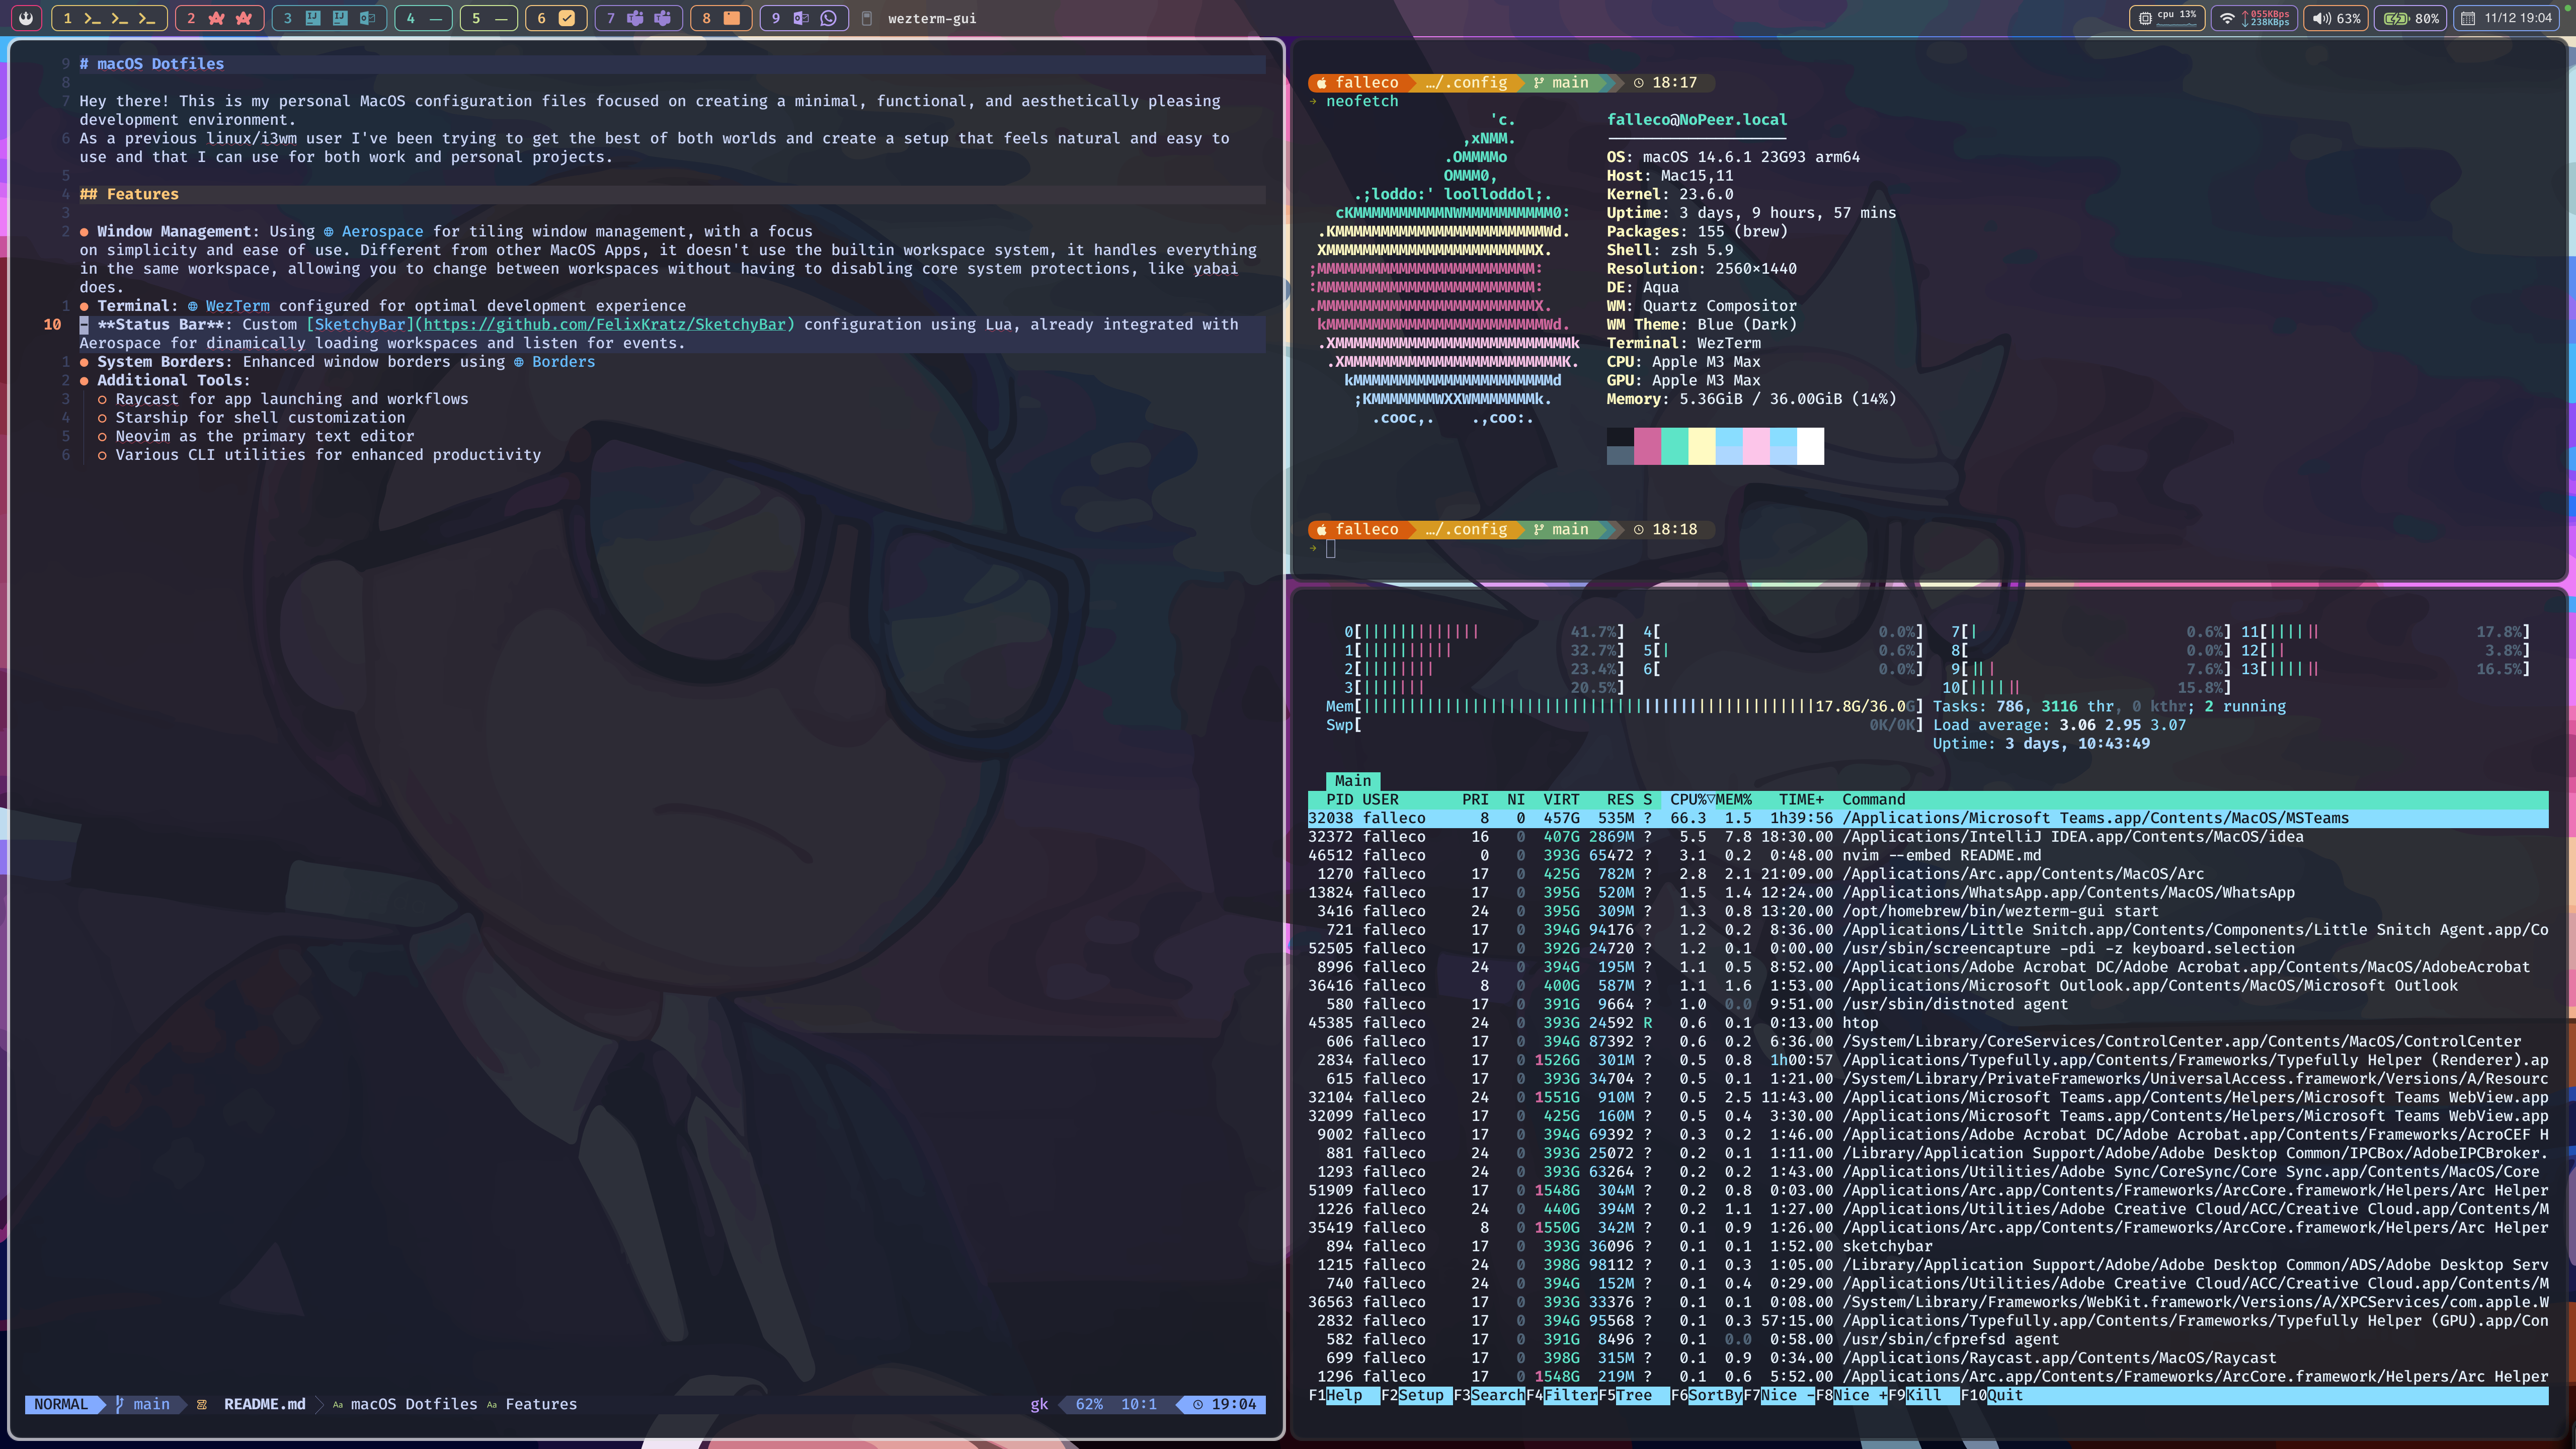 1
2
3
4 —
5 —
6
7
8
9
wezterm-gui
cpu 13%
055KBps
238KBps
63%
80%
11/12 19:04
9 # macOS Dotfiles
8
7 Hey there! This is my personal MacOS configuration files focused on creating a minimal, functional, and aesthetically pleasing
development environment.
6 As a previous linux/i3wm user I've been trying to get the best of both worlds and create a setup that feels natural and easy to
use and that I can use for both work and personal projects.
5
4 ## Features
3
2 ● Window Management: Using Aerospace for tiling window management, with a focus
on simplicity and ease of use. Different from other MacOS Apps, it doesn't use the builtin workspace system, it handles everything
in the same workspace, allowing you to change between workspaces without having to disabling core system protections, like yabai
does.
1 ● Terminal: WezTerm configured for optimal development experience
10 - **Status Bar**: Custom [SketchyBar](https://github.com/FelixKratz/SketchyBar) configuration using Lua, already integrated with
Aerospace for dinamically loading workspaces and listen for events.
1 ● System Borders: Enhanced window borders using Borders
2 ● Additional Tools:
3 ○ Raycast for app launching and workflows
4 ○ Starship for shell customization
5 ○ Neovim as the primary text editor
6 ○ Various CLI utilities for enhanced productivity
NORMAL main README.md Aa macOS Dotfiles Aa Features gk 62% 10:1 19:04
falleco …/.config main 18:17
→ neofetch
'c.
,xNMM.
.OMMMMo
OMMM0,
.;loddo:' loolloddol;.
cKMMMMMMMMMMNWMMMMMMMMMM0:
.KMMMMMMMMMMMMMMMMMMMMMMMWd.
XMMMMMMMMMMMMMMMMMMMMMMMX.
;MMMMMMMMMMMMMMMMMMMMMMMM:
:MMMMMMMMMMMMMMMMMMMMMMMM:
.MMMMMMMMMMMMMMMMMMMMMMMMX.
kMMMMMMMMMMMMMMMMMMMMMMMMWd.
.XMMMMMMMMMMMMMMMMMMMMMMMMMMk
.XMMMMMMMMMMMMMMMMMMMMMMMMK.
kMMMMMMMMMMMMMMMMMMMMMMd
;KMMMMMMMWXXWMMMMMMMk.
.cooc,. .,coo:.
falleco@NoPeer.local
OS: macOS 14.6.1 23G93 arm64
Host: Mac15,11
Kernel: 23.6.0
Uptime: 3 days, 9 hours, 57 mins
Packages: 155 (brew)
Shell: zsh 5.9
Resolution: 2560×1440
DE: Aqua
WM: Quartz Compositor
WM Theme: Blue (Dark)
Terminal: WezTerm
CPU: Apple M3 Max
GPU: Apple M3 Max
Memory: 5.36GiB / 36.00GiB (14%)
falleco …/.config main 18:18
→
0[||||||||||||| 41.7%] 4[ 0.0%] 7[| 0.6%] 11[|||||| 17.8%]
1[|||||||||| 32.7%] 5[| 0.6%] 8[ 0.0%] 12[|| 3.8%]
2[|||||||| 23.4%] 6[ 0.0%] 9[||| 7.6%] 13[|||||| 16.5%]
3[||||||| 20.5%] 10[|||||| 15.8%]
Mem[||||||||||||||||||||||||||||||||||||||||||||||||||17.8G/36.0G] Tasks: 786, 3116 thr, 0 kthr; 2 running
Swp[ 0K/0K] Load average: 3.06 2.95 3.07
Uptime: 3 days, 10:43:49
Main
PID USER PRI NI VIRT RES S CPU%▽MEM% TIME+ Command
32038 falleco 8 0 457G 535M ? 66.3 1.5 1h39:56 /Applications/Microsoft Teams.app/Contents/MacOS/MSTeams
32372 falleco 16 0 407G 2869M ? 5.5 7.8 18:30.00 /Applications/IntelliJ IDEA.app/Contents/MacOS/idea
46512 falleco 0 0 393G 65472 ? 3.1 0.2 0:48.00 nvim --embed README.md
1270 falleco 17 0 425G 782M ? 2.8 2.1 21:09.00 /Applications/Arc.app/Contents/MacOS/Arc
13824 falleco 17 0 395G 520M ? 1.5 1.4 12:24.00 /Applications/WhatsApp.app/Contents/MacOS/WhatsApp
3416 falleco 24 0 395G 309M ? 1.3 0.8 13:20.00 /opt/homebrew/bin/wezterm-gui start
721 falleco 17 0 394G 94176 ? 1.2 0.2 8:36.00 /Applications/Little Snitch.app/Contents/Components/Little Snitch Agent.app/Co
52505 falleco 17 0 392G 24720 ? 1.2 0.1 0:00.00 /usr/sbin/screencapture -pdi -z keyboard.selection
8996 falleco 24 0 394G 195M ? 1.1 0.5 8:52.00 /Applications/Adobe Acrobat DC/Adobe Acrobat.app/Contents/MacOS/AdobeAcrobat
36416 falleco 8 0 400G 587M ? 1.1 1.6 1:53.00 /Applications/Microsoft Outlook.app/Contents/MacOS/Microsoft Outlook
580 falleco 17 0 391G 9664 ? 1.0 0.0 9:51.00 /usr/sbin/distnoted agent
45385 falleco 24 0 393G 24592 R 0.6 0.1 0:13.00 htop
606 falleco 17 0 394G 87392 ? 0.6 0.2 6:36.00 /System/Library/CoreServices/ControlCenter.app/Contents/MacOS/ControlCenter
2834 falleco 17 0 1526G 301M ? 0.5 0.8 1h00:57 /Applications/Typefully.app/Contents/Frameworks/Typefully Helper (Renderer).ap
615 falleco 17 0 393G 34704 ? 0.5 0.1 1:21.00 /System/Library/PrivateFrameworks/UniversalAccess.framework/Versions/A/Resourc
32104 falleco 24 0 1551G 910M ? 0.5 2.5 11:43.00 /Applications/Microsoft Teams.app/Contents/Helpers/Microsoft Teams WebView.app
32099 falleco 17 0 425G 160M ? 0.5 0.4 3:30.00 /Applications/Microsoft Teams.app/Contents/Helpers/Microsoft Teams WebView.app
9002 falleco 17 0 394G 69392 ? 0.3 0.2 1:46.00 /Applications/Adobe Acrobat DC/Adobe Acrobat.app/Contents/Frameworks/AcroCEF H
881 falleco 24 0 393G 25072 ? 0.2 0.1 1:11.00 /Library/Application Support/Adobe/Adobe Desktop Common/IPCBox/AdobeIPCBroker.
1293 falleco 24 0 393G 63264 ? 0.2 0.2 1:43.00 /Applications/Utilities/Adobe Sync/CoreSync/Core Sync.app/Contents/MacOS/Core
51909 falleco 17 0 1548G 304M ? 0.2 0.8 0:03.00 /Applications/Arc.app/Contents/Frameworks/ArcCore.framework/Helpers/Arc Helper
1226 falleco 24 0 440G 394M ? 0.2 1.1 1:27.00 /Applications/Utilities/Adobe Creative Cloud/ACC/Creative Cloud.app/Contents/M
35419 falleco 8 0 1550G 342M ? 0.1 0.9 1:26.00 /Applications/Arc.app/Contents/Frameworks/ArcCore.framework/Helpers/Arc Helper
894 falleco 17 0 393G 36096 ? 0.1 0.1 1:52.00 sketchybar
1215 falleco 24 0 398G 98112 ? 0.1 0.3 1:05.00 /Library/Application Support/Adobe/Adobe Desktop Common/ADS/Adobe Desktop Serv
740 falleco 24 0 394G 152M ? 0.1 0.4 0:29.00 /Applications/Utilities/Adobe Creative Cloud/ACC/Creative Cloud.app/Contents/M
36563 falleco 17 0 393G 33376 ? 0.1 0.1 0:08.00 /System/Library/Frameworks/WebKit.framework/Versions/A/XPCServices/com.apple.W
2832 falleco 17 0 394G 95568 ? 0.1 0.3 57:15.00 /Applications/Typefully.app/Contents/Frameworks/Typefully Helper (GPU).app/Con
582 falleco 17 0 391G 8496 ? 0.1 0.0 0:58.00 /usr/sbin/cfprefsd agent
699 falleco 17 0 398G 315M ? 0.1 0.9 0:34.00 /Applications/Raycast.app/Contents/MacOS/Raycast
1296 falleco 17 0 1548G 219M ? 0.1 0.6 5:52.00 /Applications/Arc.app/Contents/Frameworks/ArcCore.framework/Helpers/Arc Helper
F1Help F2Setup F3SearchF4FilterF5Tree F6SortByF7Nice -F8Nice +F9Kill F10Quit